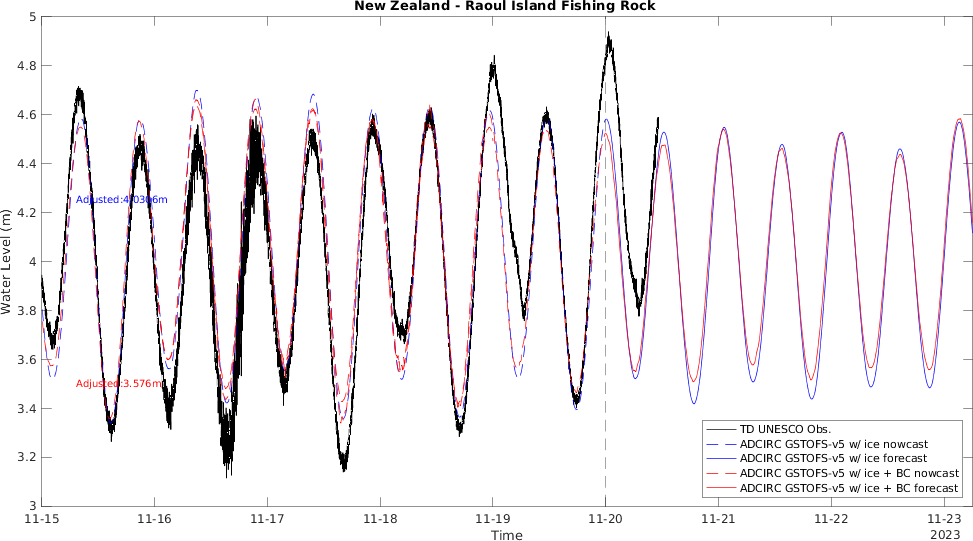 New Zealand - Raoul Island Fishing Rock
5
4.8
4.6
4.4
4.2
4
3.8
3.6
3.4
3.2
3
Water Level (m)
Adjusted:4.0306m
Adjusted:3.576m
TD UNESCO Obs.
ADCIRC GSTOFS-v5 w/ ice nowcast
ADCIRC GSTOFS-v5 w/ ice forecast
ADCIRC GSTOFS-v5 w/ ice + BC nowcast
ADCIRC GSTOFS-v5 w/ ice + BC forecast
11-15 11-16 11-17 11-18 11-19 11-20 11-21 11-22 11-23
Time
2023